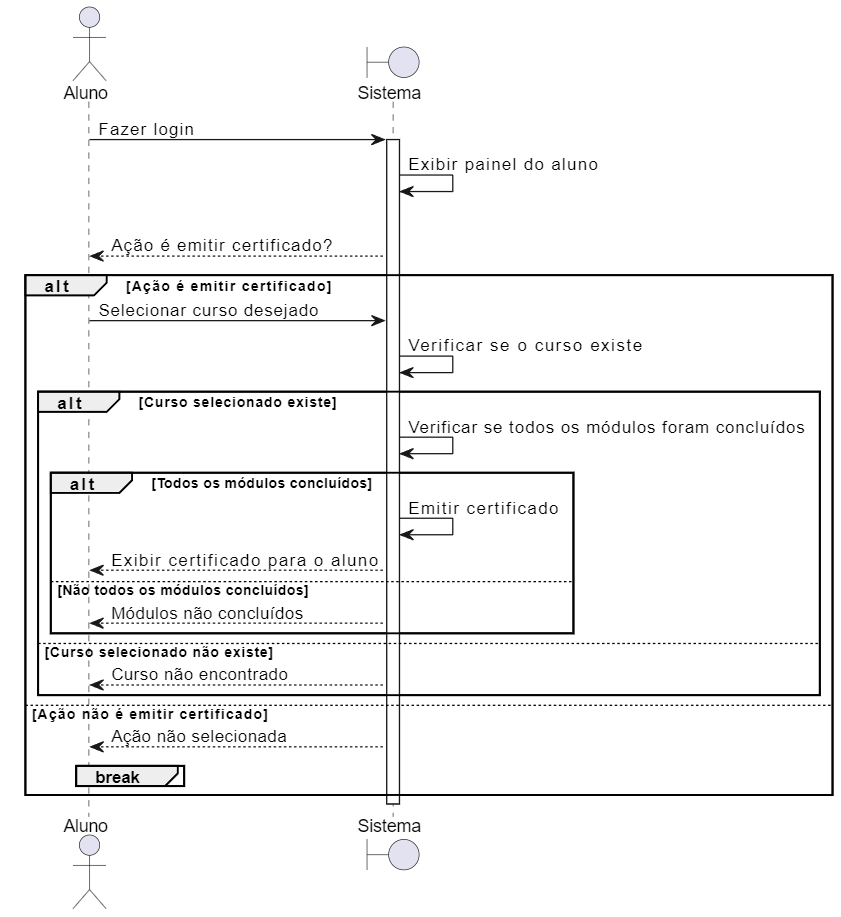 Aluno
Sistema
Fazer login
Exibir painel do aluno
Ação é emitir certificado?
alt [Ação é emitir certificado]
Selecionar curso desejado
Verificar se o curso existe
alt [Curso selecionado existe]
Verificar se todos os módulos foram concluídos
alt [Todos os módulos concluídos]
Emitir certificado
Exibir certificado para o aluno
[Não todos os módulos concluídos]
Módulos não concluídos
[Curso selecionado não existe]
Curso não encontrado
[Ação não é emitir certificado]
Ação não selecionada
break
Aluno
Sistema